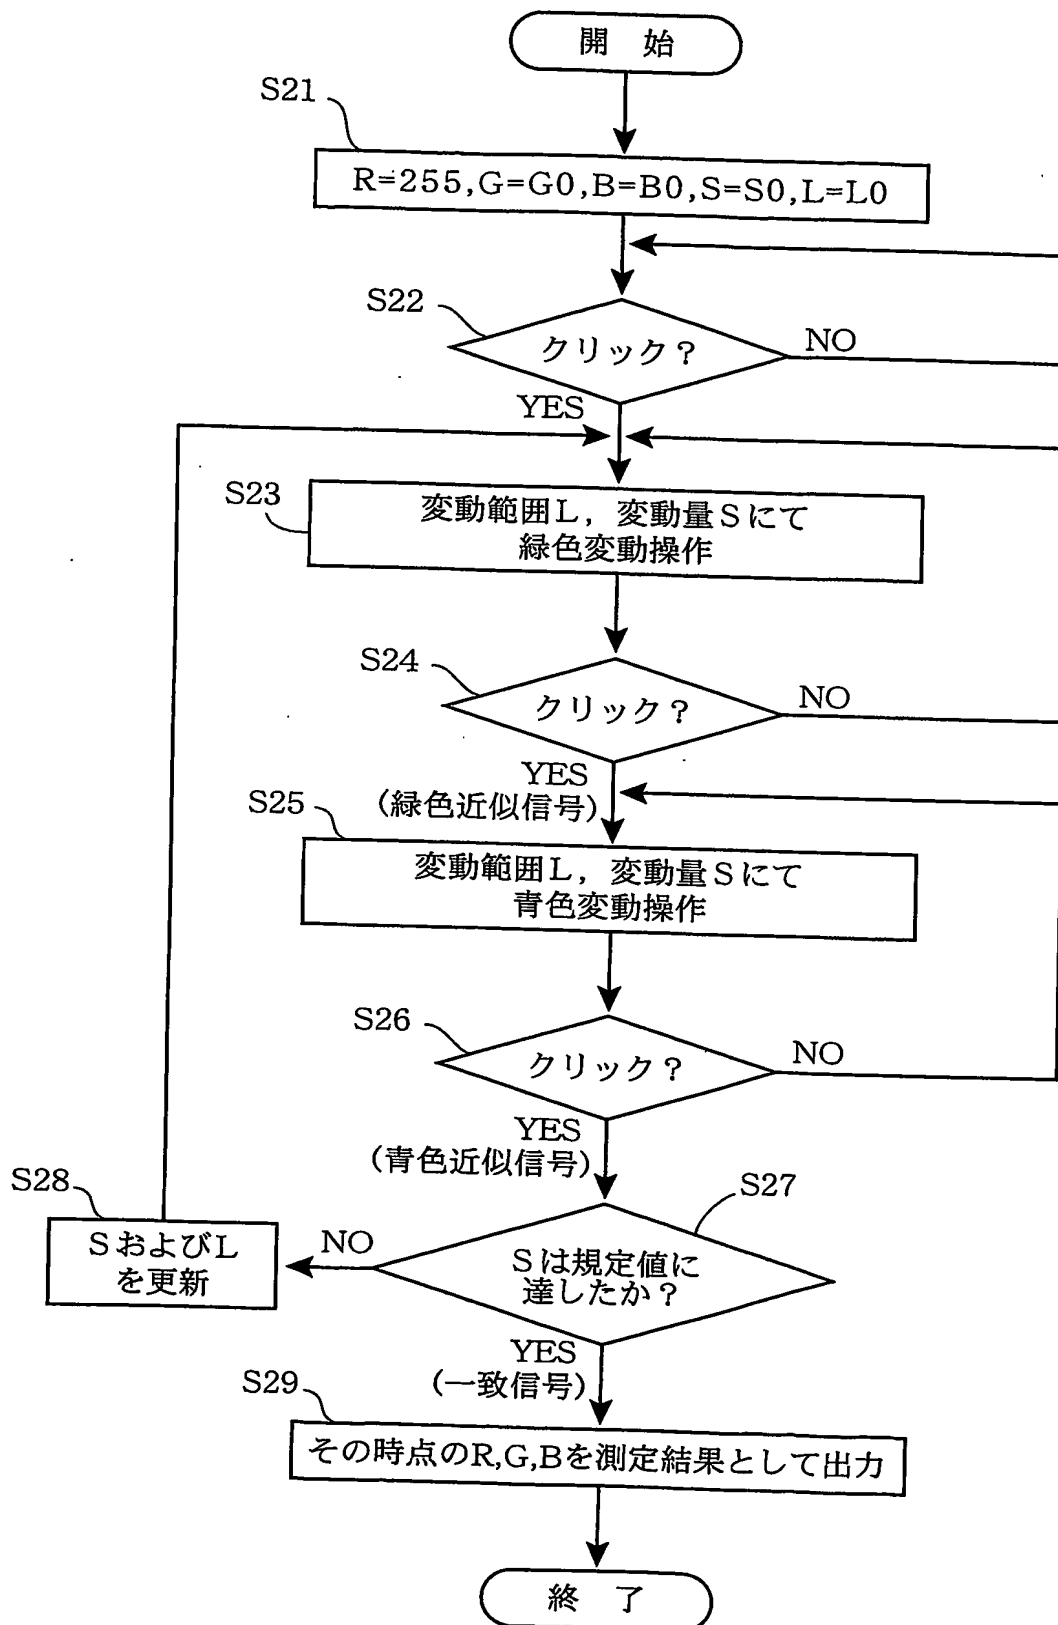 開 始
S21
R=255,G=G0,B=B0,S=S0,L=L0
S22
クリック?
NO
YES
S23
変動範囲L,変動量Sにて
緑色変動操作
S24
クリック?
NO
YES
(緑色近似信号)
S25
変動範囲L,変動量Sにて
青色変動操作
S26
クリック?
NO
YES
(青色近似信号)
S27
Sは規定値に
達したか?
NO
S28
SおよびL
を更新
YES
(一致信号)
S29
その時点のR,G,Bを測定結果として出力
終 了